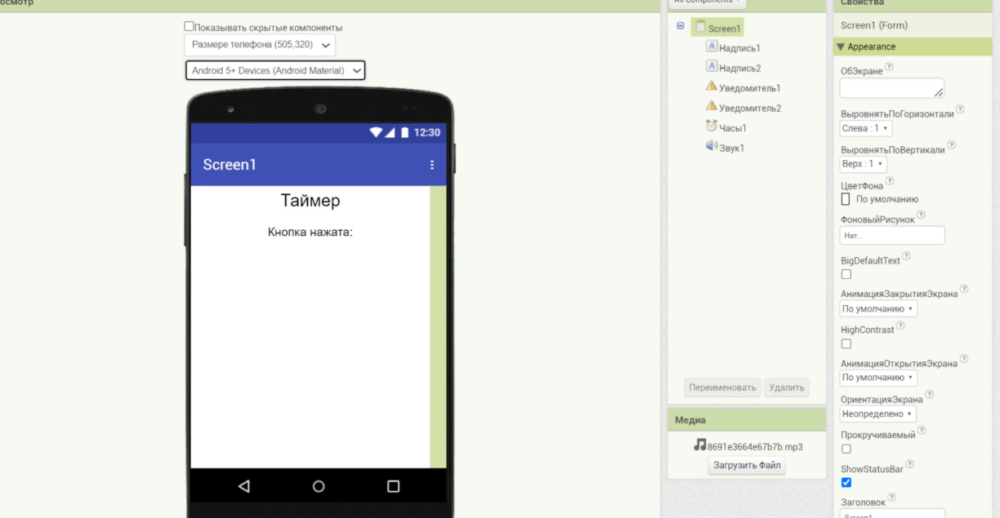 осмотр
All Components
Свойства
Показывать скрытые компоненты
Размере телефона (505,320)
Android 5+ Devices (Android Material)
12:30
Screen1
Таймер
Кнопка нажата:
Screen1
Надпись1
Надпись2
Уведомитель1
Уведомитель2
Часы1
Звук1
Переименовать Удалить
Медиа
8691e3664e67b7b.mp3
Загрузить Файл
Screen1 (Form)
Appearance
ОбЭкране ?
ВыровнятьПоГоризонтали ?
Слева : 1
ВыровнятьПоВертикали ?
Верх : 1
ЦветФона ?
По умолчанию
ФоновыйРисунок ?
Нет...
BigDefaultText ?
АнимацияЗакрытияЭкрана ?
По умолчанию
HighContrast ?
АнимацияОткрытияЭкрана ?
По умолчанию
ОриентацияЭкрана ?
Неопределено
Прокручиваемый ?
ShowStatusBar ?
Заголовок ?
Screen1